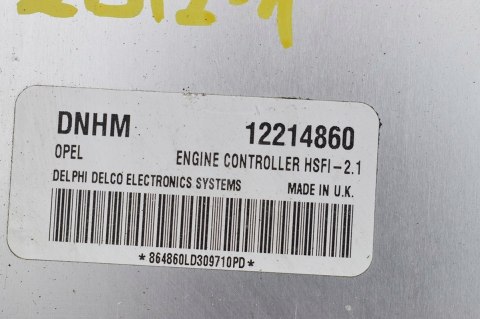 DNHM 12214860
OPEL ENGINE CONTROLLER HSFI-2.1
DELPHI DELCO ELECTRONICS SYSTEMS MADE IN U.K.
*864860LD309710PD*